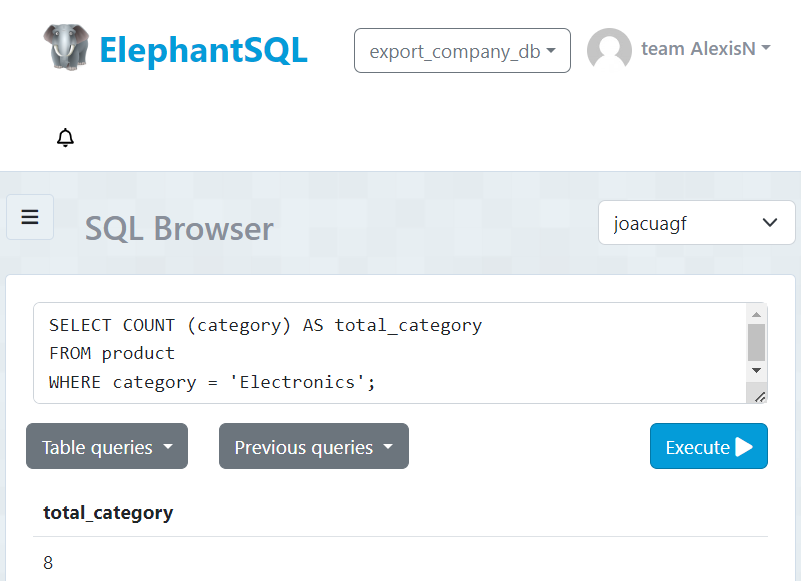 ElephantSQL
export_company_db
team AlexisN
SQL Browser
joacuagf
SELECT COUNT (category) AS total_category
FROM product
WHERE category = 'Electronics';
Table queries
Previous queries
Execute
total_category
8